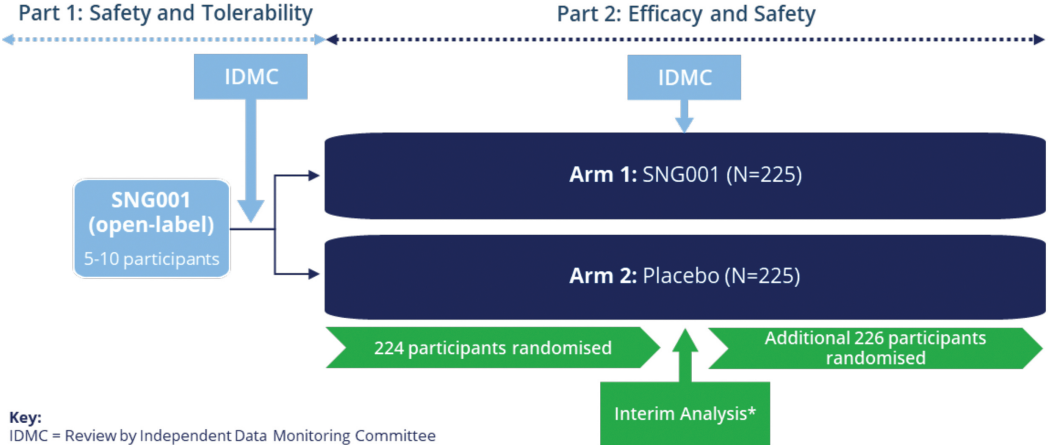 Part 1: Safety and Tolerability
Part 2: Efficacy and Safety
IDMC
IDMC
Arm 1: SNG001 (N=225)
SNG001
(open-label)
5-10 participants
Arm 2: Placebo (N=225)
224 participants randomised
Additional 226 participants
randomised
Interim Analysis*
Key:
IDMC = Review by Independent Data Monitoring Committee